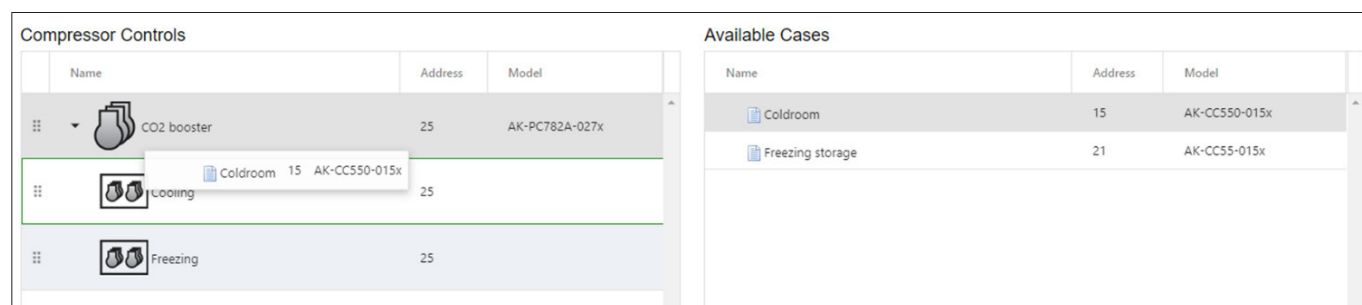 Compressor Controls
Name Address Model
CO2 booster 25 AK-PC782A-027x
Coldroom 15 AK-CC550-015x
Cooling 25
Freezing 25
Available Cases
Name Address Model
Coldroom 15 AK-CC550-015x
Freezing storage 21 AK-CC55-015x